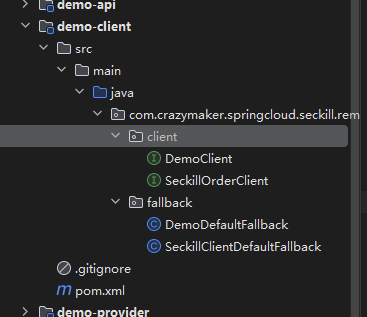 demo-api
demo-client
src
main
java
com.crazymaker.springcloud.seckill.rem
client
DemoClient
SeckillOrderClient
fallback
DemoDefaultFallback
SeckillClientDefaultFallback
.gitignore
pom.xml
demo-provider